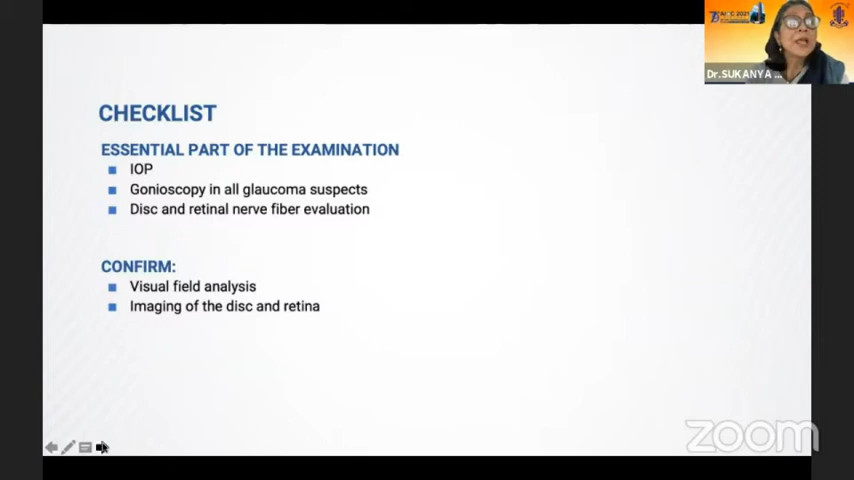 CHECKLIST
ESSENTIAL PART OF THE EXAMINATION
IOP
Gonioscopy in all glaucoma suspects
Disc and retinal nerve fiber evaluation
CONFIRM:
Visual field analysis
Imaging of the disc and retina
2021
Dr.SUKANYA ...
zoom